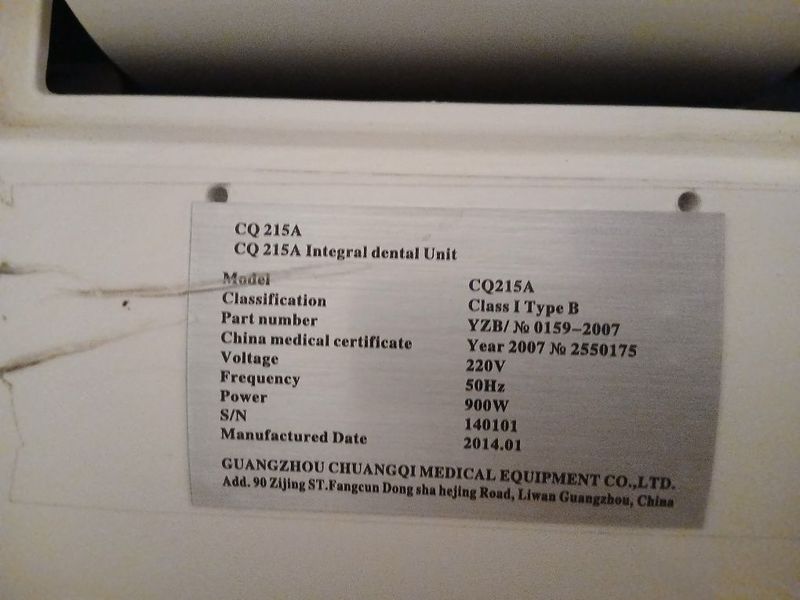 CQ 215A
CQ 215A Integral dental Unit
Model CQ215A
Classification Class I Type B
Part number YZB/ № 0159-2007
China medical certificate Year 2007 № 2550175
Voltage 220V
Frequency 50Hz
Power 900W
S/N 140101
Manufactured Date 2014.01
GUANGZHOU CHUANGQI MEDICAL EQUIPMENT CO.,LTD.
Add. 90 Zijing ST.Fangcun Dong sha hejing Road, Liwan Guangzhou, China